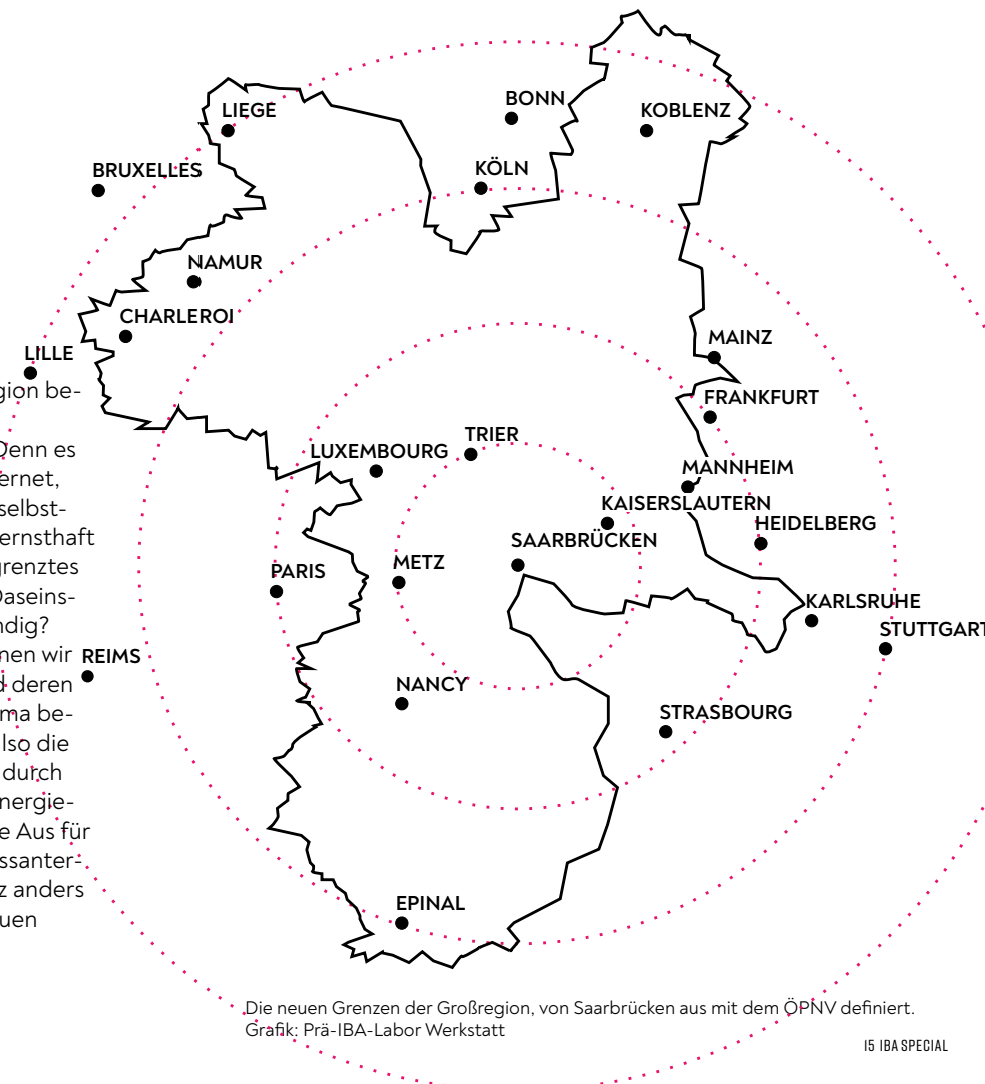 BONN
KOBLENZ
LIEGE
BRUXELLES
KÖLN
NAMUR
CHARLEROI
MAINZ
LILLE
FRANKFURT
TRIER
LUXEMBOURG
MANNHEIM
KAISERSLAUTERN
HEIDELBERG
SAARBRÜCKEN
METZ
PARIS
KARLSRUHE
STUTTGART
REIMS
NANCY
STRASBOURG
EPINAL
gion be-
Denn es
ernet,
selbst-
ernsthaft
grenztes
Daseins-
ndig?
men wir
d deren
ma be-
lso die
durch
nergie-
e Aus für
ssanter-
z anders
uen
Die neuen Grenzen der Großregion, von Saarbrücken aus mit dem ÖPNV definiert.
Grafik: Prä-IBA-Labor Werkstatt
15 IBA SPECIAL